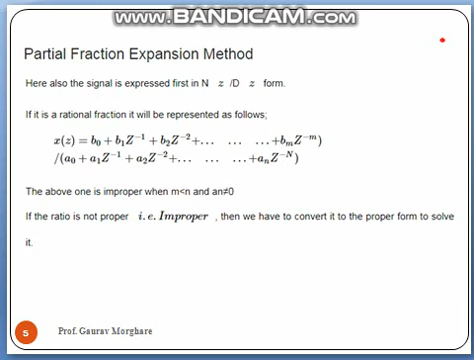 www.BANDICAM.com
Partial Fraction Expansion Method
Here also the signal is expressed first in N z /D z form.
If it is a rational fraction it will be represented as follows;
x(z) = b₀ + b₁Z⁻¹ + b₂Z⁻²+… … … …+bₘZ⁻ᵐ)
/(a₀ + a₁Z⁻¹ + a₂Z⁻²+… … … …+aₙZ⁻ᴺ)
The above one is improper when m<n and an≠0
If the ratio is not proper i. e. Improper , then we have to convert it to the proper form to solve
it.
5 Prof. Gaurav Morghare